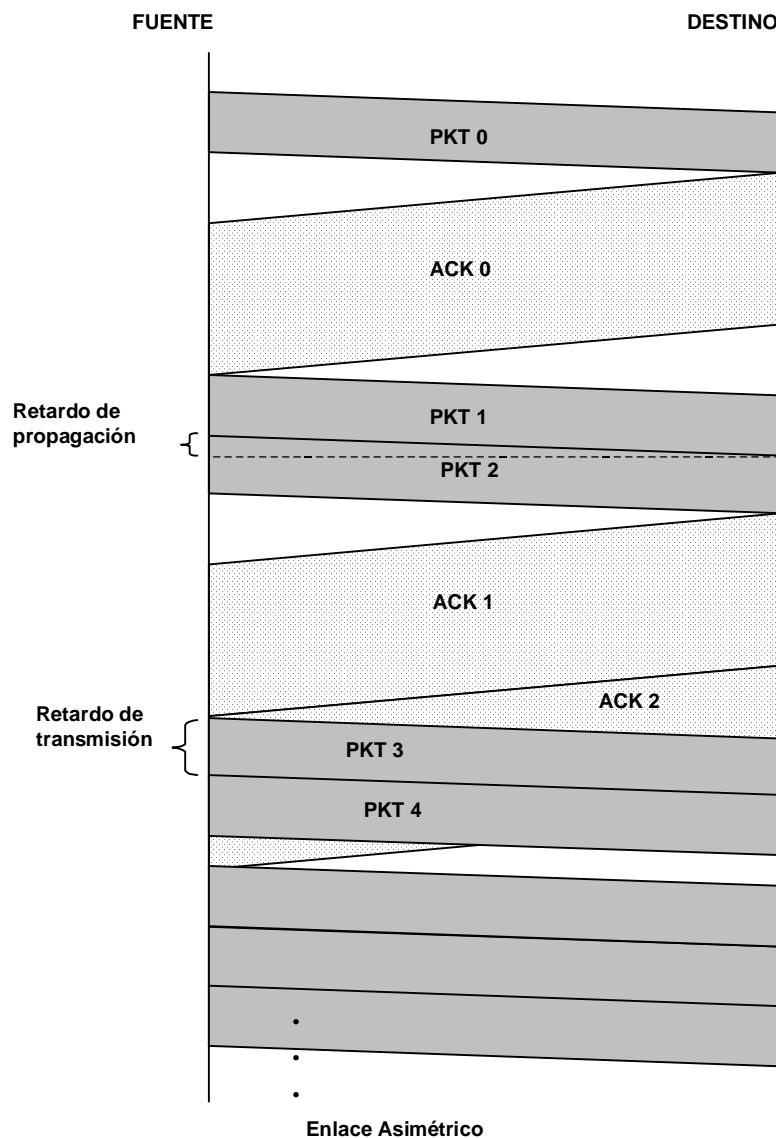 FUENTE
DESTINO
PKT 0
ACK 0
Retardo de
propagación
PKT 1
PKT 2
ACK 1
ACK 2
Retardo de
transmisión
PKT 3
PKT 4
Enlace Asimétrico